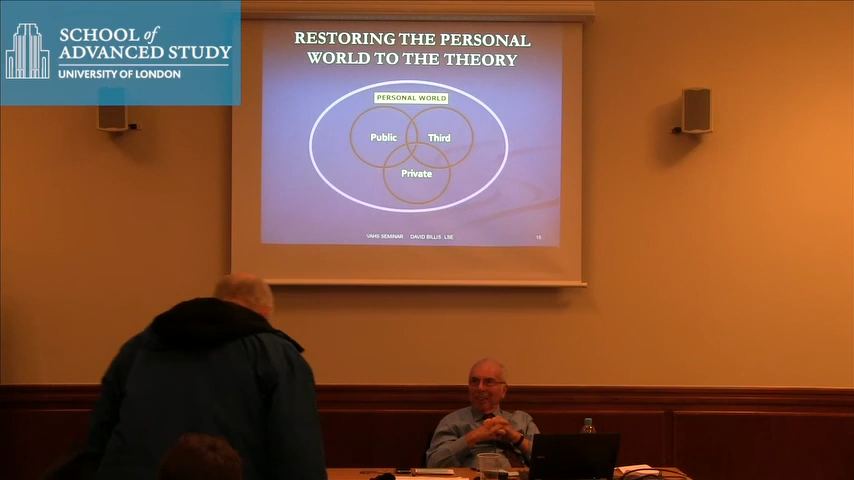 SCHOOL of
ADVANCED STUDY
UNIVERSITY OF LONDON
RESTORING THE PERSONAL
WORLD TO THE THEORY
PERSONAL WORLD
Public Third
Private
VAHS SEMINAR DAVID BILLIS LSE 15